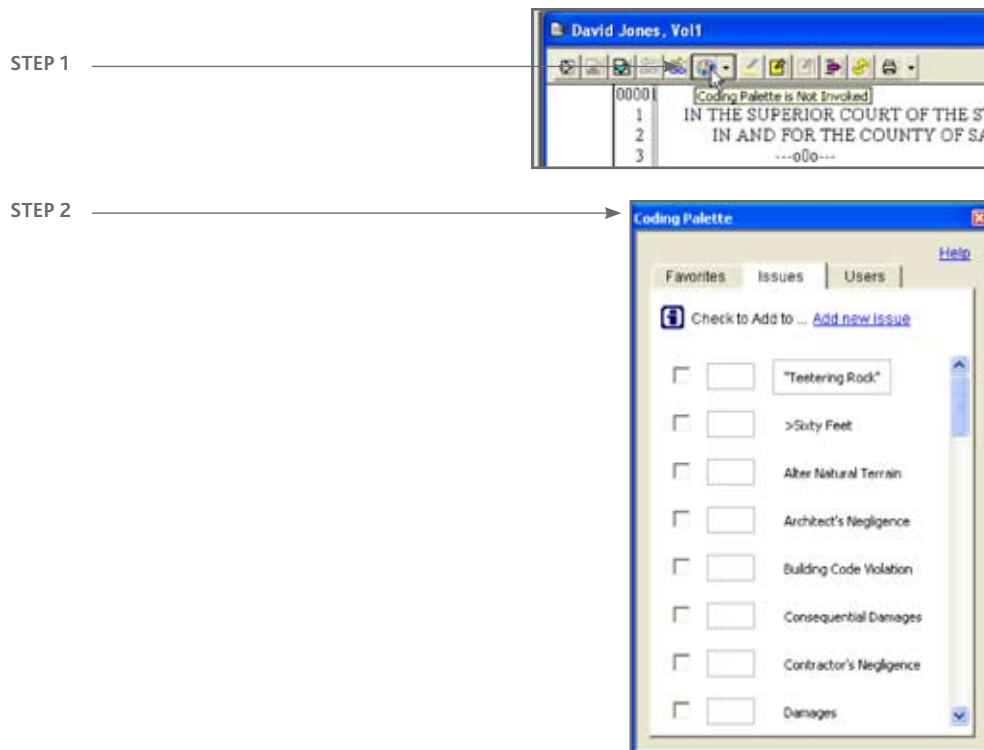 David Jones, Vol1
STEP 1
Coding Palette is Not Invoked
00001
1 IN THE SUPERIOR COURT OF THE S
2 IN AND FOR THE COUNTY OF SA
3 ---o0o---
STEP 2
Coding Palette
Help
Favorites Issues Users
Check to Add to ... Add new issue
"Teetering Rock"
>Sixty Feet
Alter Natural Terrain
Architect's Negligence
Building Code Violation
Consequential Damages
Contractor's Negligence
Damages